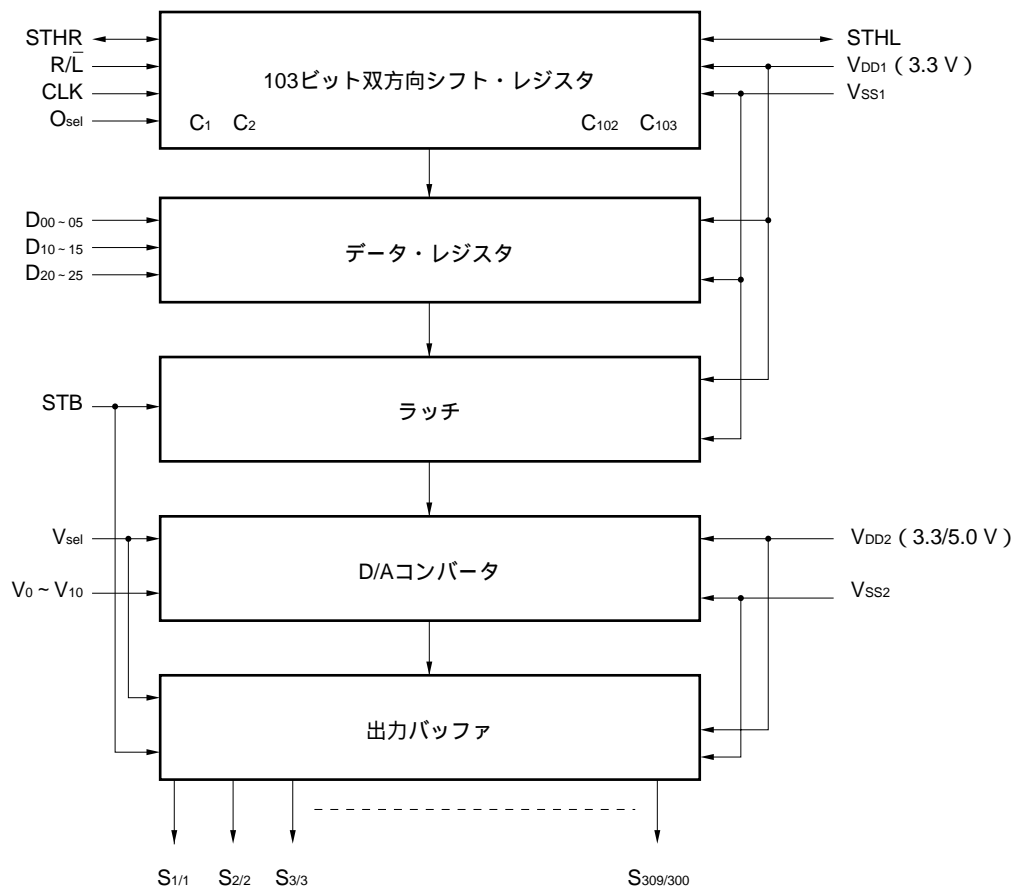 STHR
STHL
R/L̅
VDD1 ( 3.3 V )
CLK
VSS1
103ビット双方向シフト・レジスタ
Osel
C1 C2 C102 C103
D00~05
D10~15
D20~25
データ・レジスタ
STB
ラッチ
Vsel
VDD2 ( 3.3/5.0 V )
V0 ~ V10
VSS2
D/Aコンバータ
出力バッファ
S1/1 S2/2 S3/3 S309/300